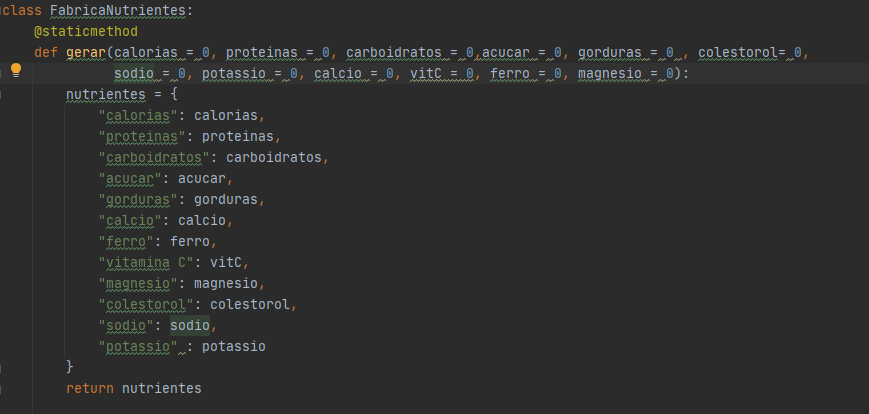 class FabricaNutrientes:
@staticmethod
def gerar(calorias = 0, proteinas = 0, carboidratos = 0,acucar = 0, gorduras = 0 , colestorol= 0,
sodio = 0, potassio = 0, calcio = 0, vitC = 0, ferro = 0, magnesio = 0):
nutrientes = {
"calorias": calorias,
"proteinas": proteinas,
"carboidratos": carboidratos,
"acucar": acucar,
"gorduras": gorduras,
"calcio": calcio,
"ferro": ferro,
"vitamina C": vitC,
"magnesio": magnesio,
"colestorol": colestorol,
"sodio": sodio,
"potassio" : potassio
}
return nutrientes